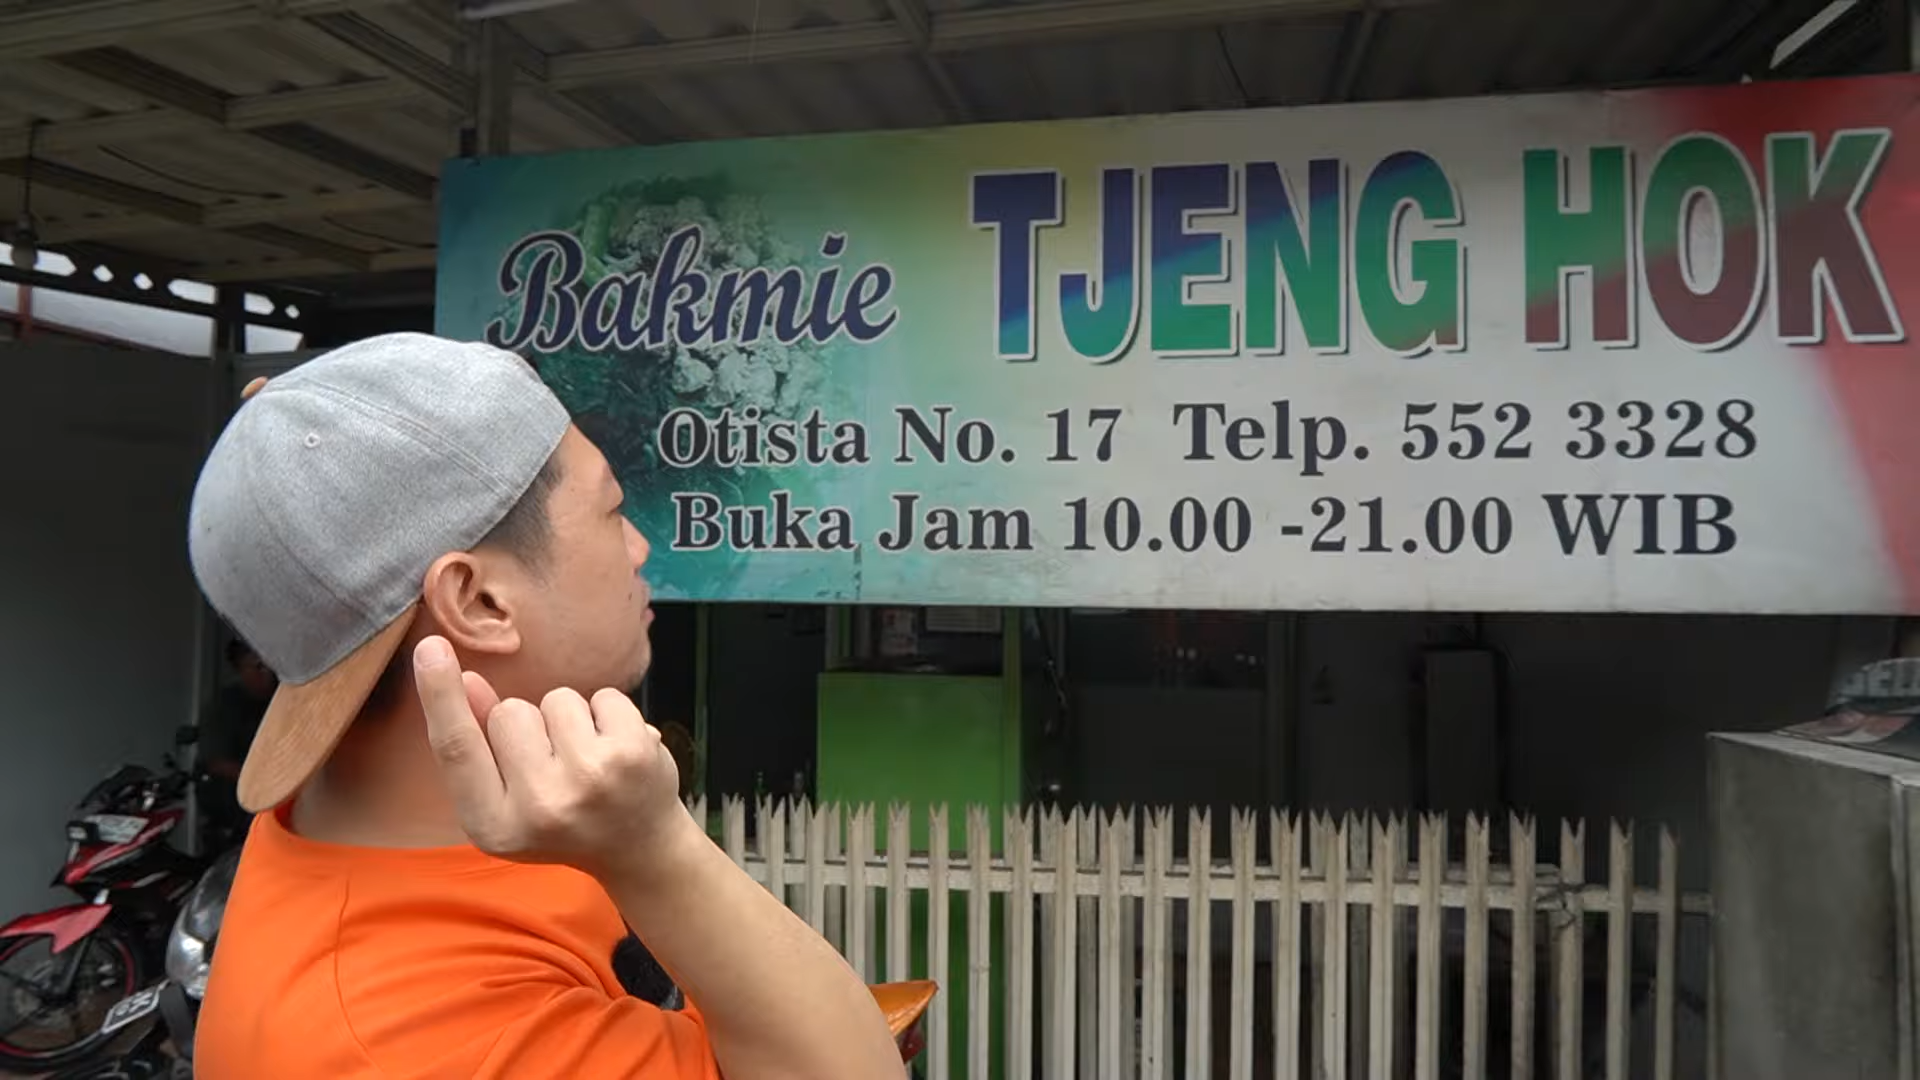 Bakmie TJENG HOK
Otista No. 17 Telp. 552 3328
Buka Jam 10.00 -21.00 WIB